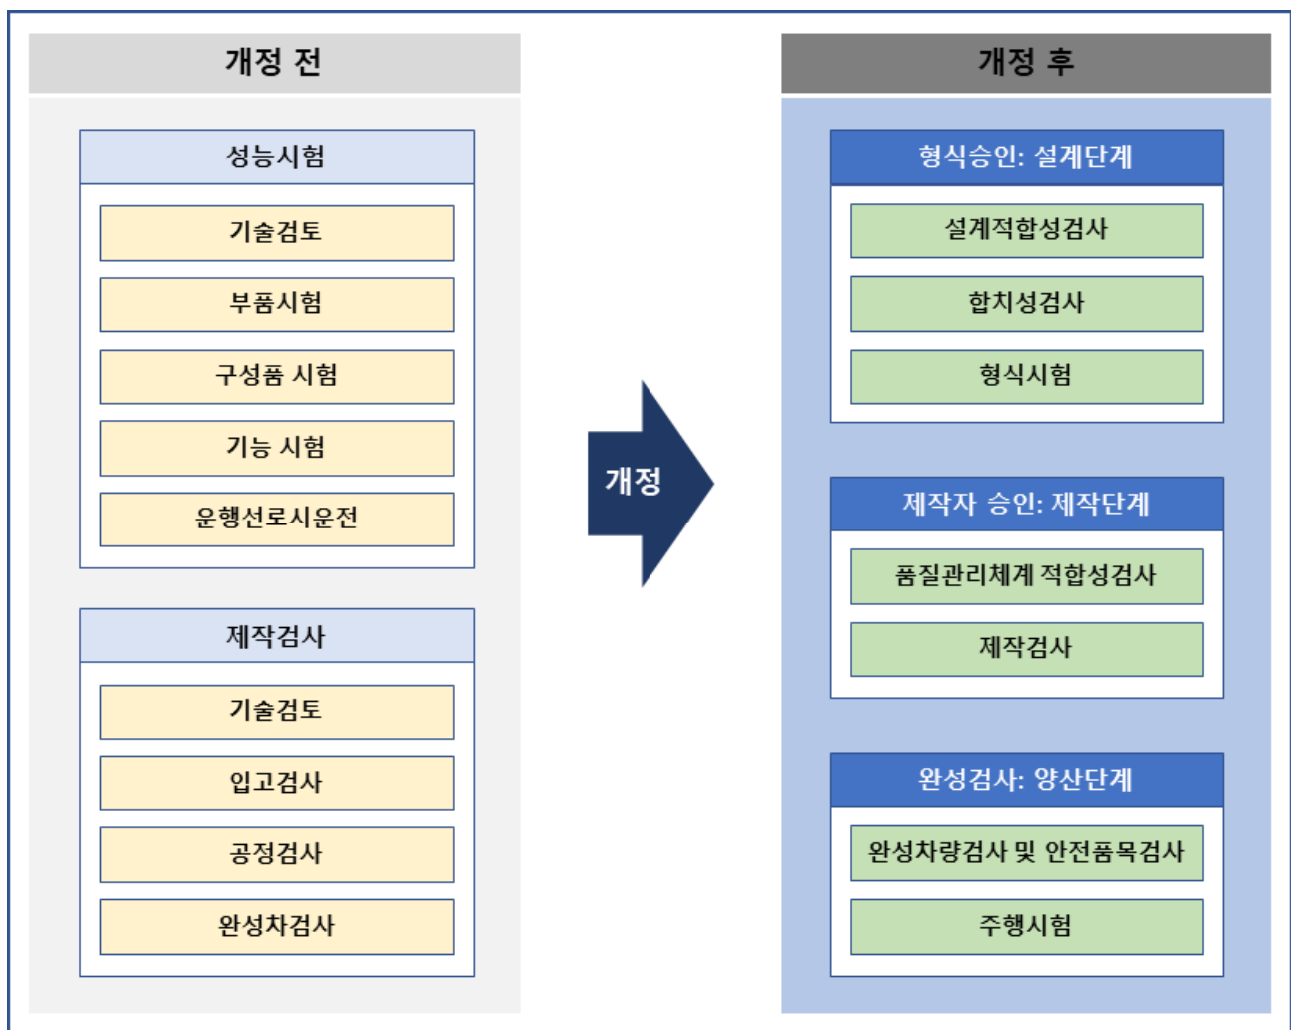 개정 전
성능시험
기술검토
부품시험
구성품 시험
기능 시험
운행선로시운전
제작검사
기술검토
입고검사
공정검사
완성차검사
개정
개정 후
형식승인: 설계단계
설계적합성검사
합치성검사
형식시험
제작자 승인: 제작단계
품질관리체계 적합성검사
제작검사
완성검사: 양산단계
완성차량검사 및 안전품목검사
주행시험